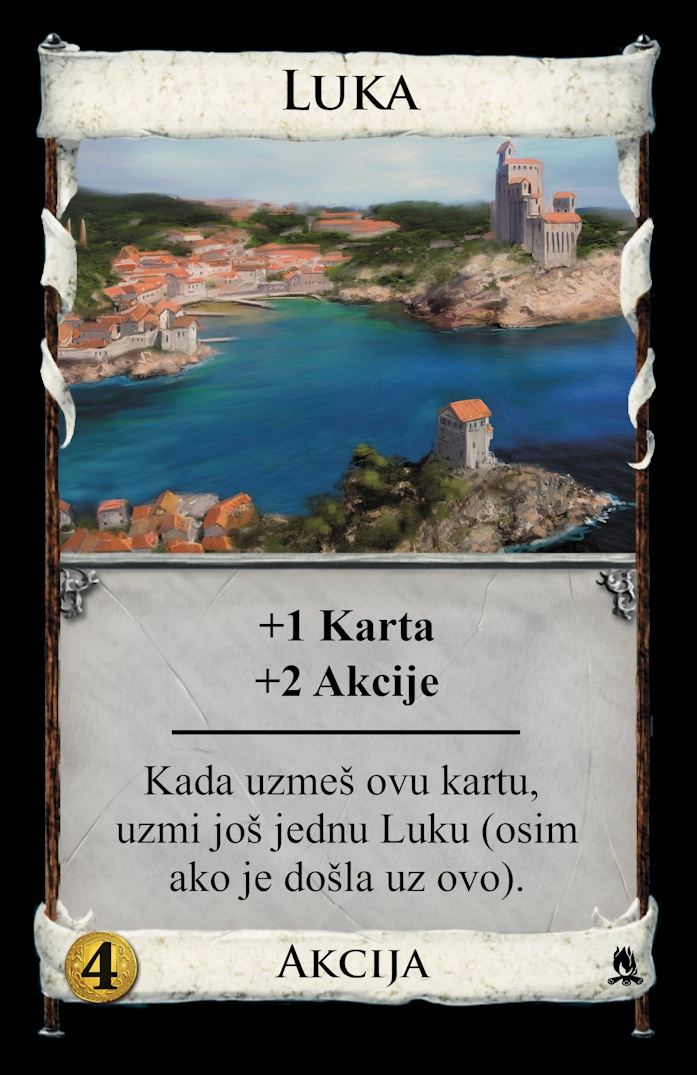 LUKA
+1 Karta
+2 Akcije
Kada uzmeš ovu kartu,
uzmi još jednu Luku (osim
ako je došla uz ovo).
4
AKCIJA